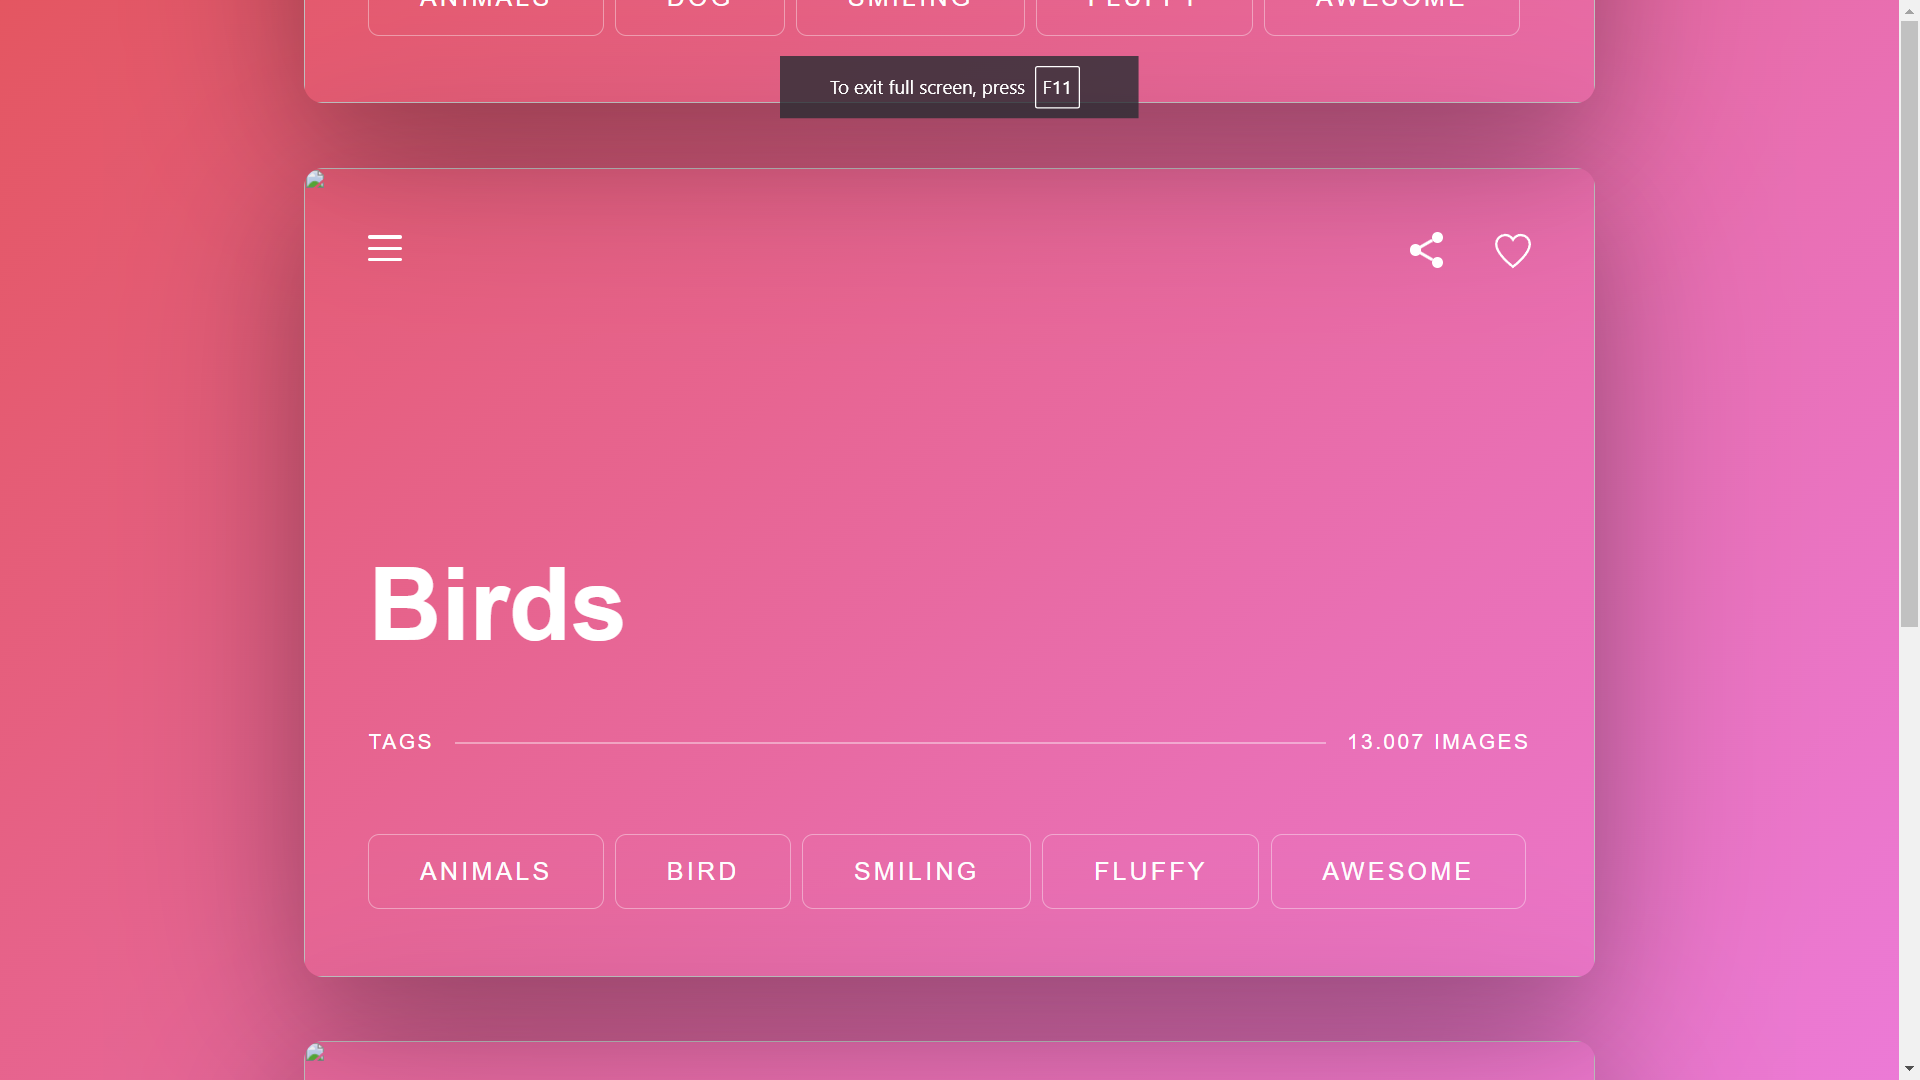 ANIMALS DOG SMILING FLUFFY AWESOME
To exit full screen, press F11
Birds
TAGS 13.007 IMAGES
ANIMALS BIRD SMILING FLUFFY AWESOME